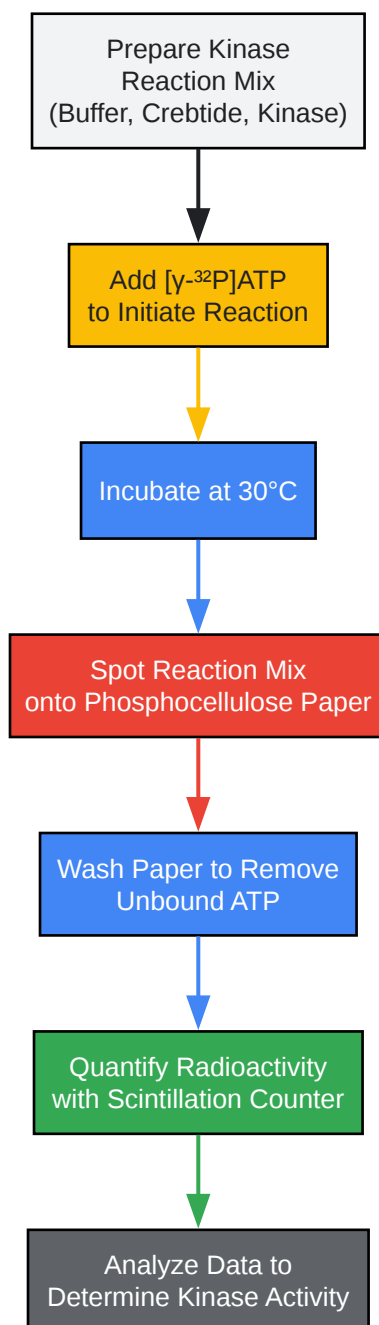 Prepare Kinase
Reaction Mix
(Buffer, Crebtide, Kinase)
Add [γ-³²P]ATP
to Initiate Reaction
Incubate at 30°C
Spot Reaction Mix
onto Phosphocellulose Paper
Wash Paper to Remove
Unbound ATP
Quantify Radioactivity
with Scintillation Counter
Analyze Data to
Determine Kinase Activity